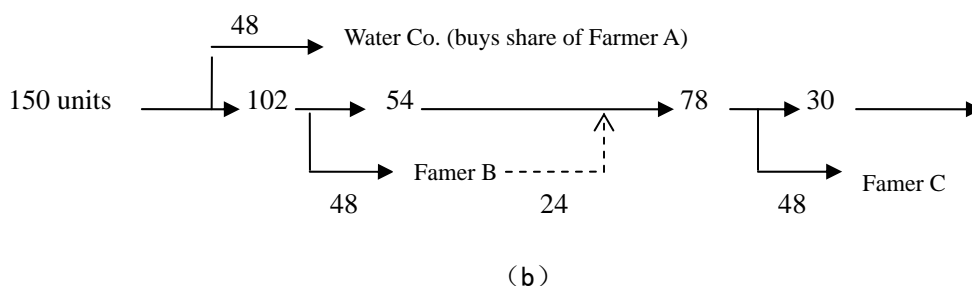 48
Water Co. (buys share of Farmer A)
150 units 102 54 78 30
Famer B
48 24 48
Famer C
(b)